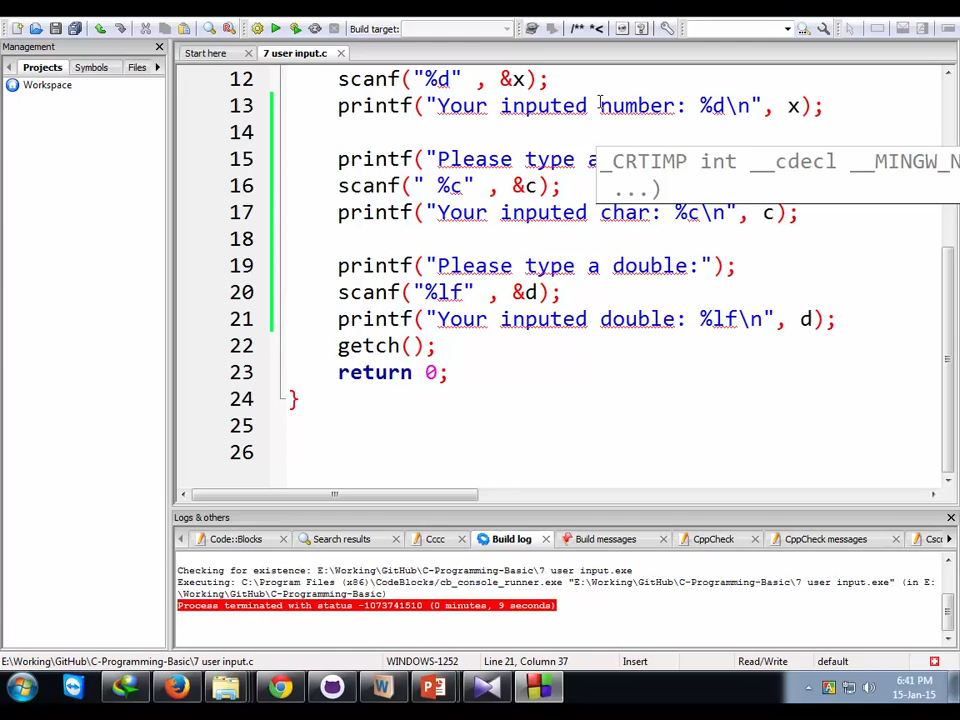 Build target:
Management
Start here
7 user input.c
Projects
Symbols
Files
Workspace
12 scanf("%d" , &x);
13 printf("Your inputed number: %d\n", x);
14
15 printf("Please type a
_CRTIMP int __cdecl __MINGW_N
...)
16 scanf(" %c" , &c);
17 printf("Your inputed char: %c\n", c);
18
19 printf("Please type a double:");
20 scanf("%lf" , &d);
21 printf("Your inputed double: %lf\n", d);
22 getch();
23 return 0;
24 }
25
26
Logs & others
Code::Blocks
Search results
Cccc
Build log
Build messages
CppCheck
CppCheck messages
Csc
Checking for existence: E:\Working\GitHub\C-Programming-Basic\7 user input.exe
Executing: C:\Program Files (x86)\CodeBlocks/cb_console_runner.exe "E:\Working\GitHub\C-Programming-Basic\7 user input.exe" (in E:
\Working\GitHub\C-Programming-Basic)
Process terminated with status -1073741510 (0 minutes, 9 seconds)
E:\Working\GitHub\C-Programming-Basic\7 user input.c
WINDOWS-1252
Line 21, Column 37
Insert
Read/Write
default
6:41 PM
15-Jan-15